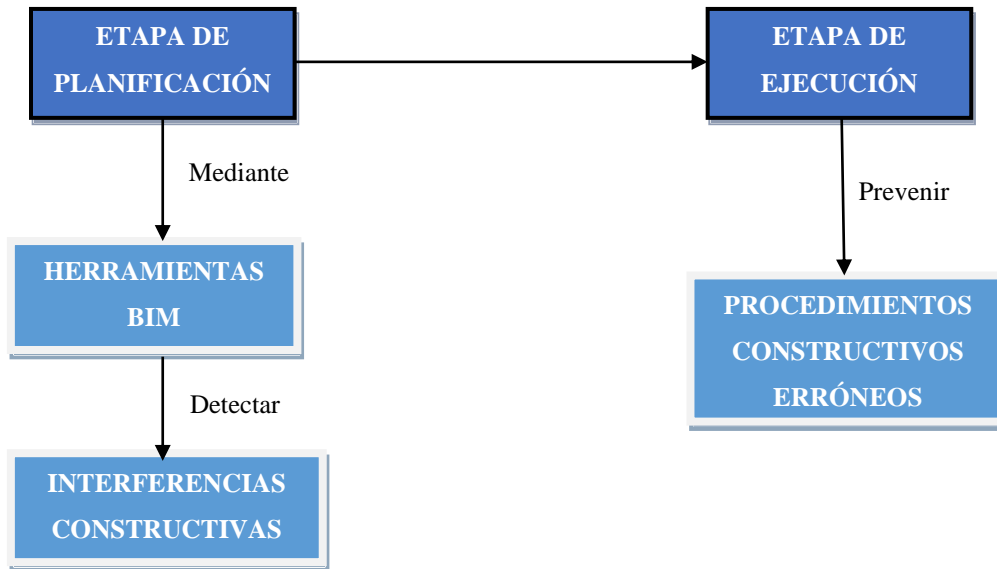 ETAPA DE
PLANIFICACIÓN
ETAPA DE
EJECUCIÓN
Mediante
Prevenir
HERRAMIENTAS
BIM
PROCEDIMIENTOS
CONSTRUCTIVOS
ERRÓNEOS
Detectar
INTERFERENCIAS
CONSTRUCTIVAS